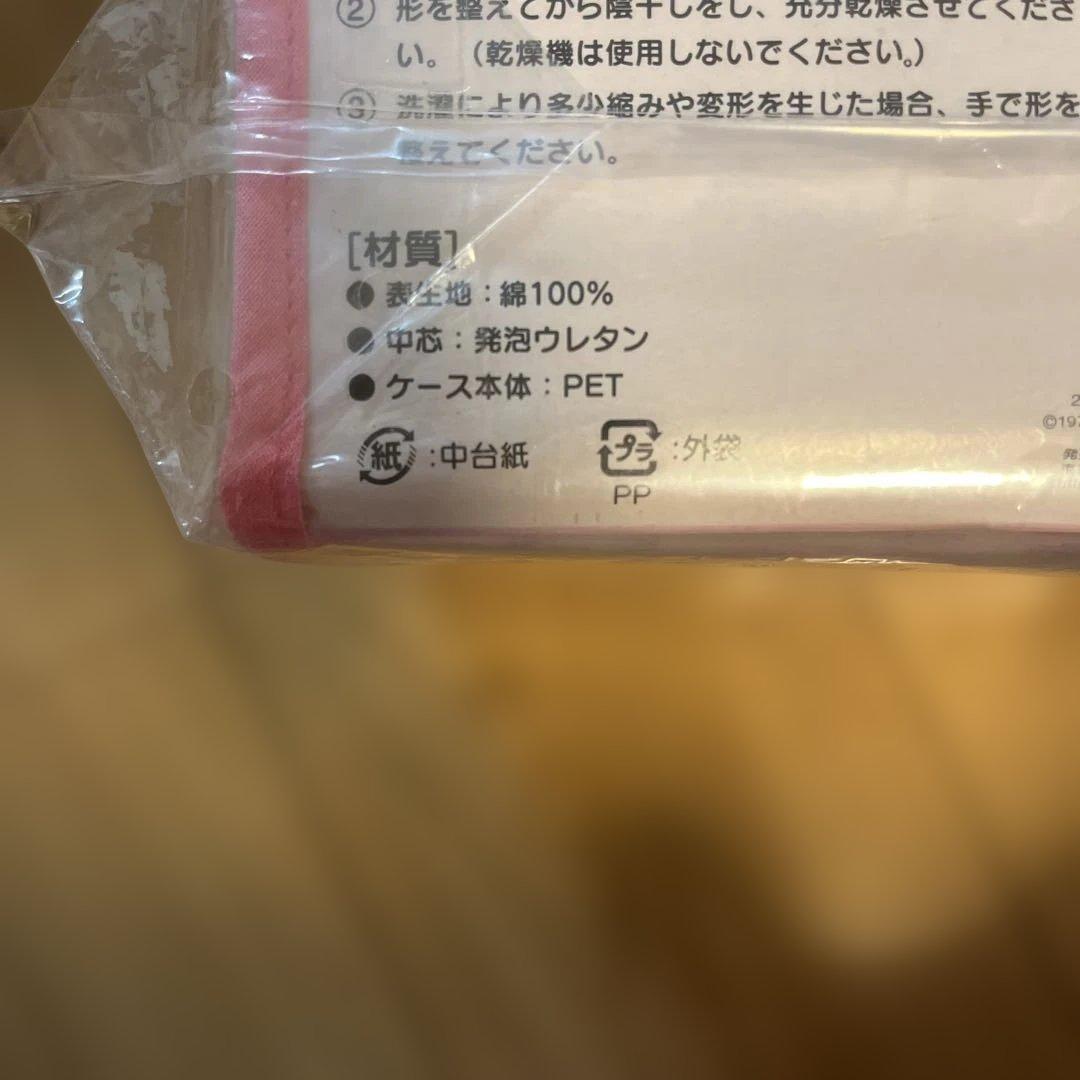 ② 形を整えてから陰干しをし、充分乾燥させてくださ
い。（乾燥機は使用しないでください。）
③ 洗濯により多少縮みや変形を生じた場合、手で形を
整えてください。
［材質］
● 表生地：綿100%
● 中芯：発泡ウレタン
● ケース本体：PET
紙：中台紙
プラ：外袋
PP
©197